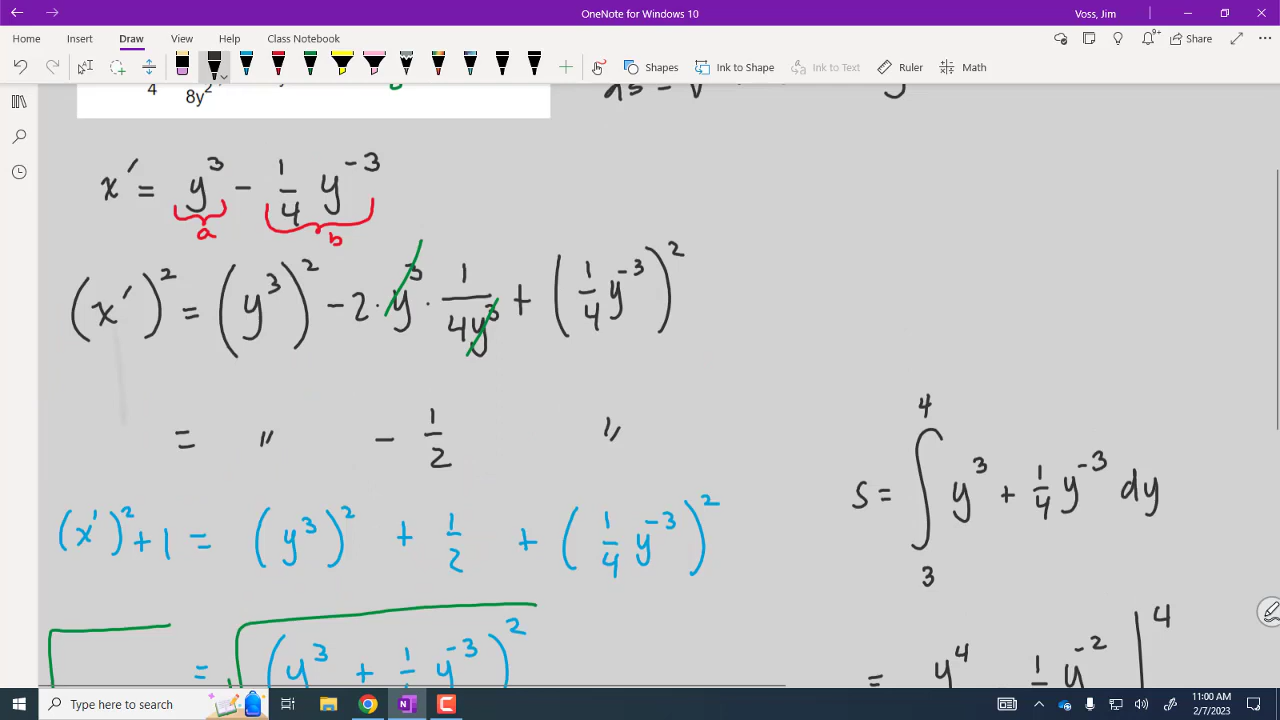 OneNote for Windows 10
Voss, Jim
Home Insert Draw View Help Class Notebook
Share
Shapes Ink to Shape Ink to Text Ruler Math
4 8y²
ds = √ y
x' = y³ - 1/4 y⁻³
a b
(x')² = (y³)² - 2 · y³ · 1/(4y³) + (1/4 y⁻³)²
= " - 1/2 "
(x')² + 1 = (y³)² + 1/2 + (1/4 y⁻³)²
= √(y³ + 1/4 y⁻³)²
S = ∫₃⁴ y³ + 1/4 y⁻³ dy
= y⁴ 1 y⁻² | 4
Type here to search
11:00 AM
2/7/2023